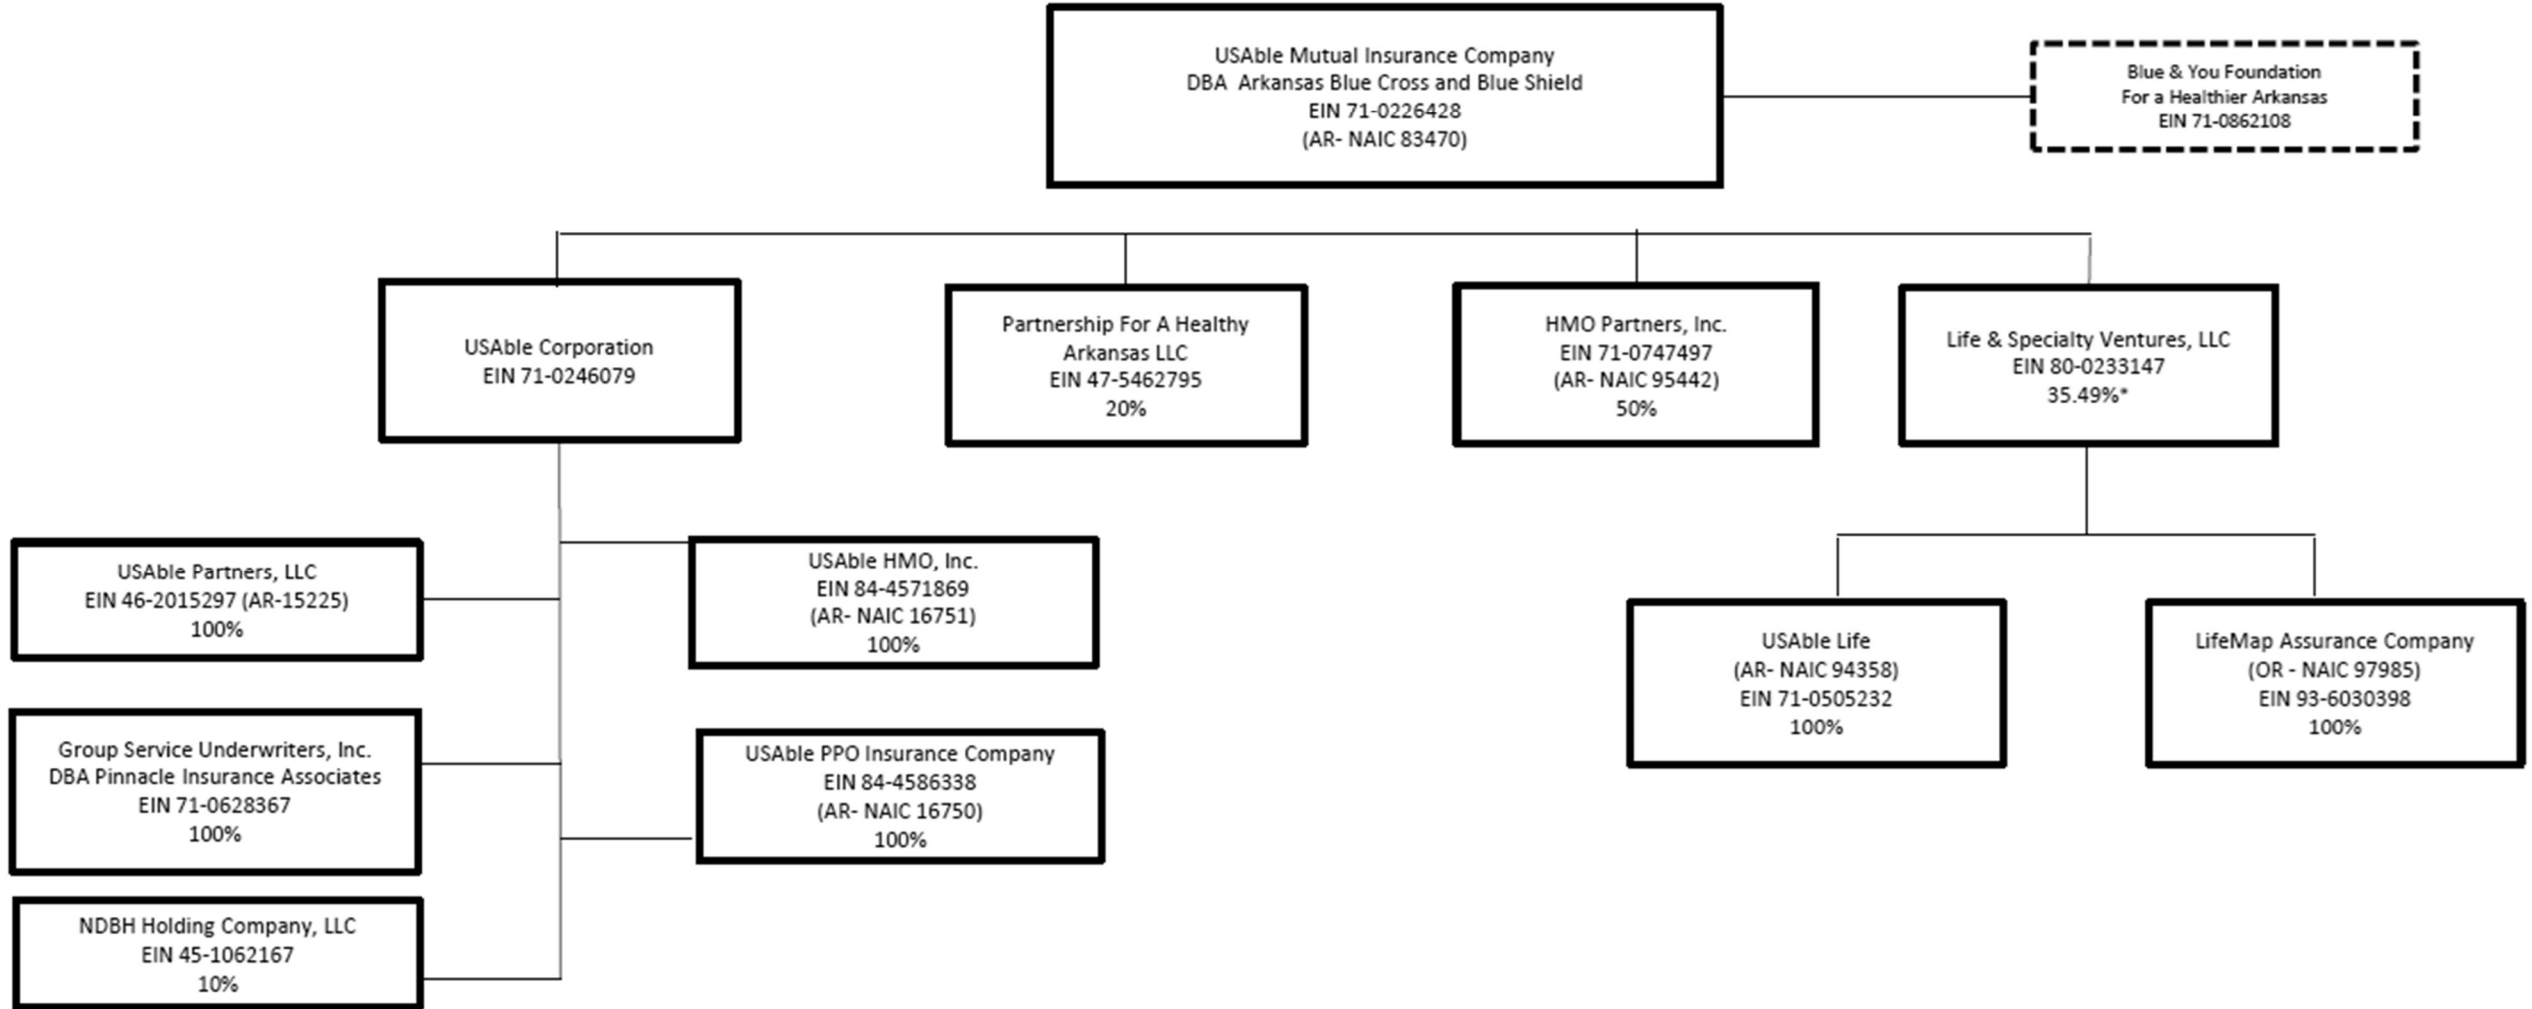 USAble Mutual Insurance Company
DBA Arkansas Blue Cross and Blue Shield
EIN 71-0226428
(AR- NAIC 83470)
Blue & You Foundation
For a Healthier Arkansas
EIN 71-0862108
USAble Corporation
EIN 71-0246079
Partnership For A Healthy
Arkansas LLC
EIN 47-5462795
20%
HMO Partners, Inc.
EIN 71-0747497
(AR- NAIC 95442)
50%
Life & Specialty Ventures, LLC
EIN 80-0233147
35.49%*
USAble Partners, LLC
EIN 46-2015297 (AR-15225)
100%
USAble HMO, Inc.
EIN 84-4571869
(AR- NAIC 16751)
100%
USAble Life
(AR- NAIC 94358)
EIN 71-0505232
100%
LifeMap Assurance Company
(OR - NAIC 97985)
EIN 93-6030398
100%
Group Service Underwriters, Inc.
DBA Pinnacle Insurance Associates
EIN 71-0628367
100%
USAble PPO Insurance Company
EIN 84-4586338
(AR- NAIC 16750)
100%
NDBH Holding Company, LLC
EIN 45-1062167
10%